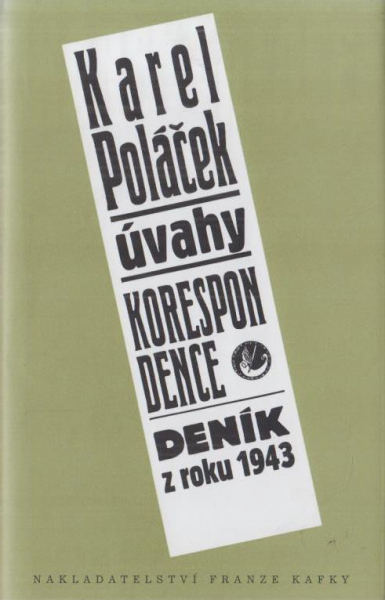 Karel
Poláček
úvahy
KORESPON
DENCE
DENÍK
z roku 1943
NAKLADATELSTVÍ FRANZE KAFKY